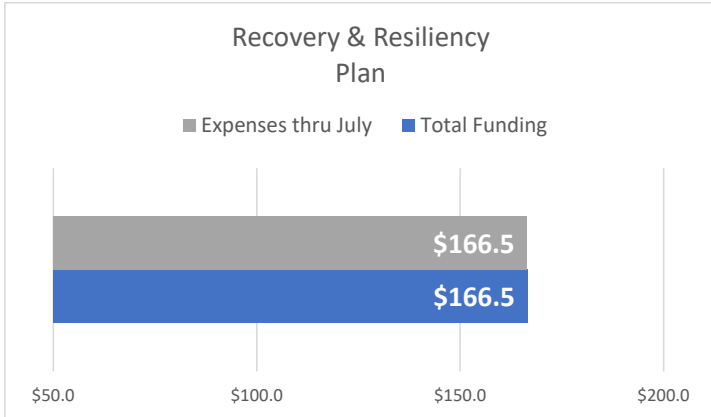 Recovery & Resiliency
Plan
Expenses thru July Total Funding
$166.5
$166.5
$50.0 $100.0 $150.0 $200.0